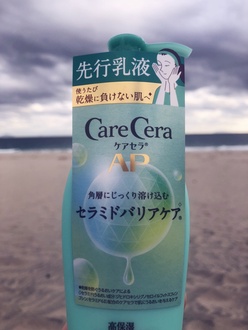 先行乳液
使うたび
乾燥に負けない肌へ
CareCera
ケアセラ®
AP
角層にじっくり溶け込む
セラミドバリアケア
高保湿